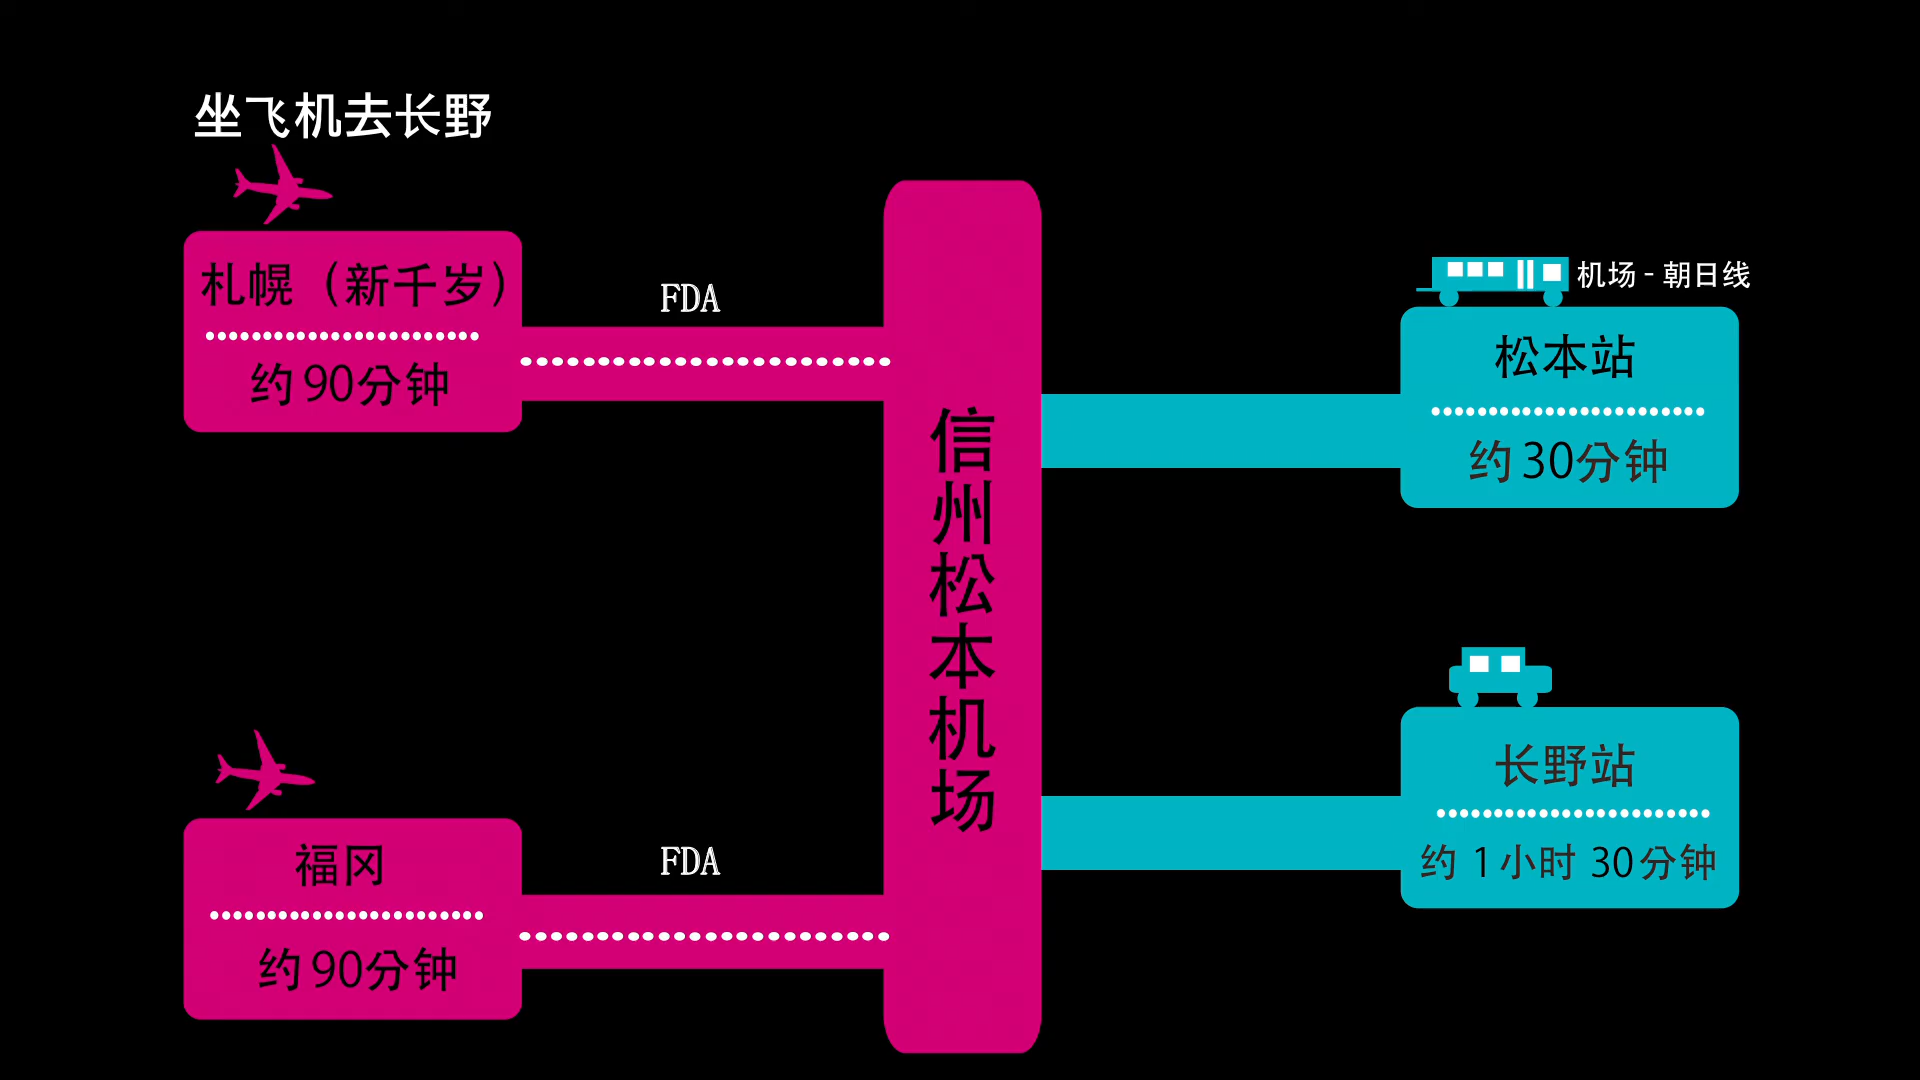 坐飞机去长野
札幌（新千岁）
约90分钟
FDA
福冈
约90分钟
FDA
信州松本机场
机场-朝日线
松本站
约30分钟
长野站
约 1 小时 30分钟